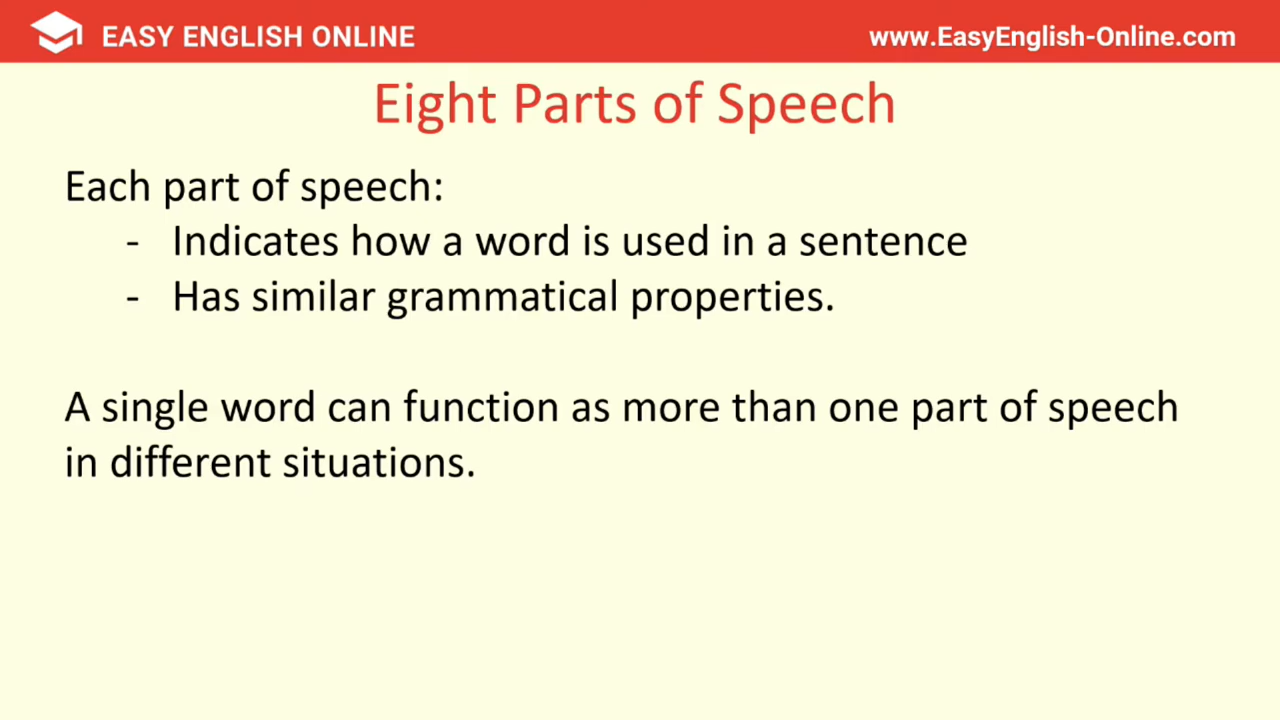 EASY ENGLISH ONLINE
www.EasyEnglish-Online.com
Eight Parts of Speech
Each part of speech:
- Indicates how a word is used in a sentence
- Has similar grammatical properties.
A single word can function as more than one part of speech
in different situations.